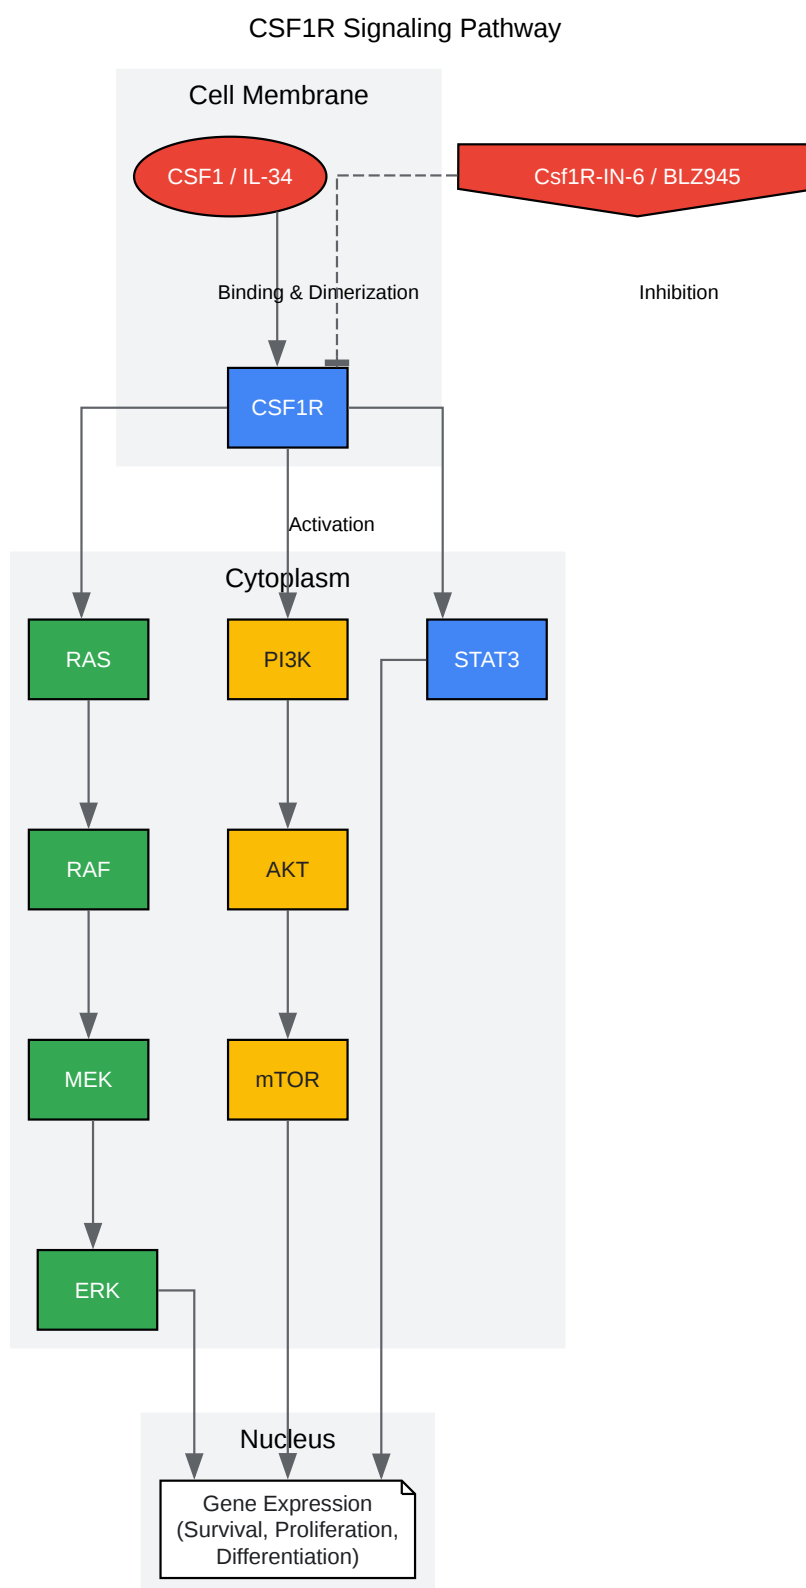 CSF1R Signaling Pathway
Cell Membrane
CSF1 / IL-34
Csf1R-IN-6 / BLZ945
Binding & Dimerization
Inhibition
CSF1R
Activation
Cytoplasm
RAS
PI3K
STAT3
RAF
AKT
MEK
mTOR
ERK
Nucleus
Gene Expression
(Survival, Proliferation,
Differentiation)